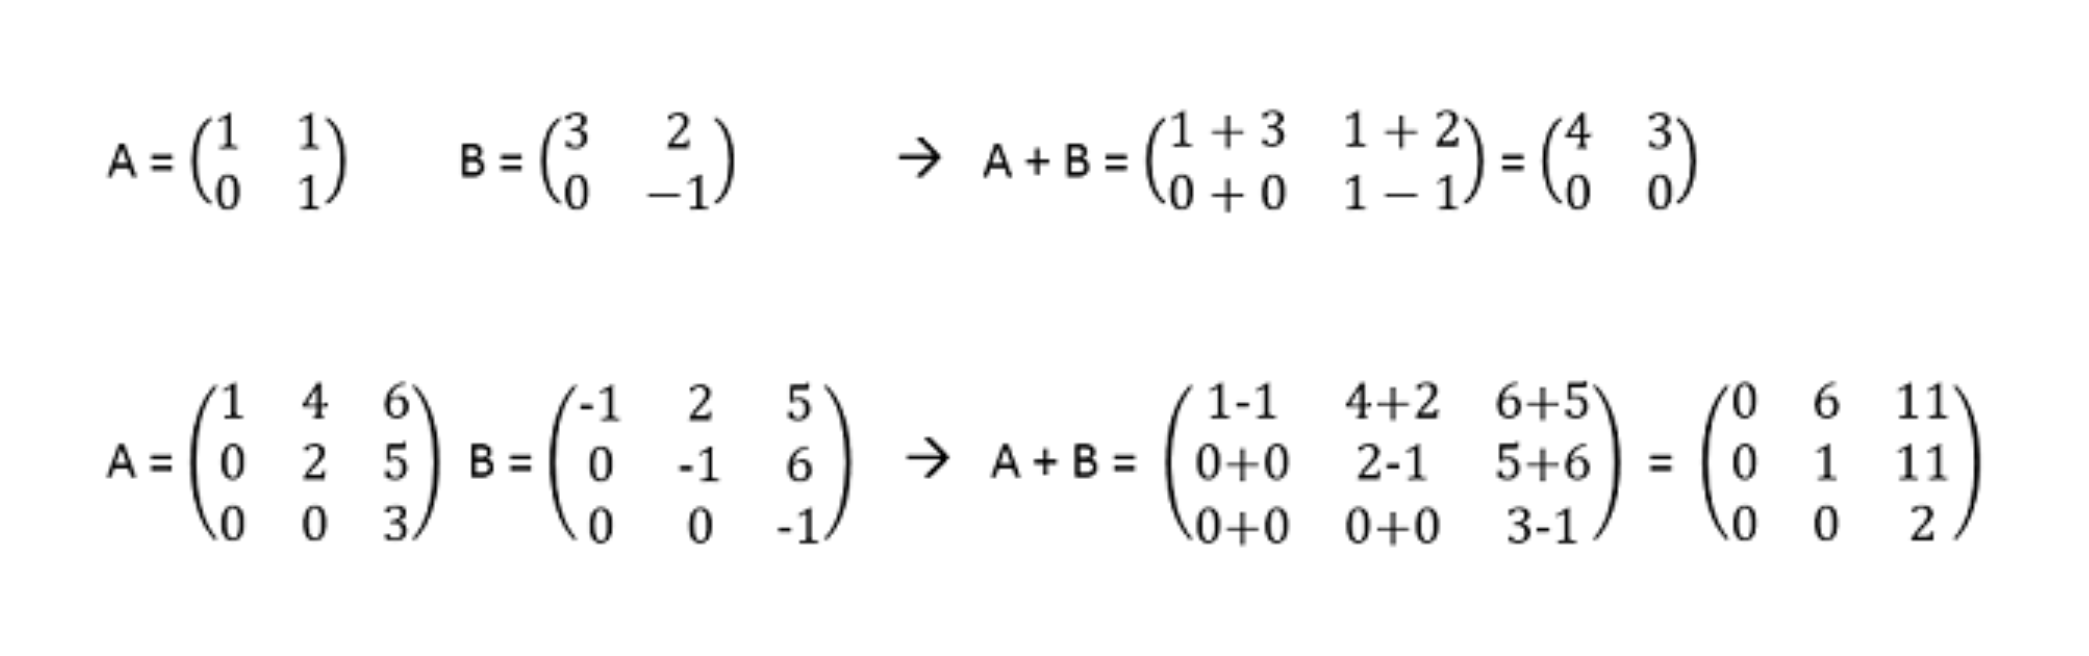 A = (1 1 0 1) B = (3 2 0 −1) → A + B = (1 + 3 1 + 2 0 + 0 1 − 1) = (4 3 0 0)
A = (1 4 6 0 2 5 0 0 3) B = (-1 2 5 0 -1 6 0 0 -1) → A + B = (1-1 4+2 6+5 0+0 2-1 5+6 0+0 0+0 3-1) = (0 6 11 0 1 11 0 0 2)